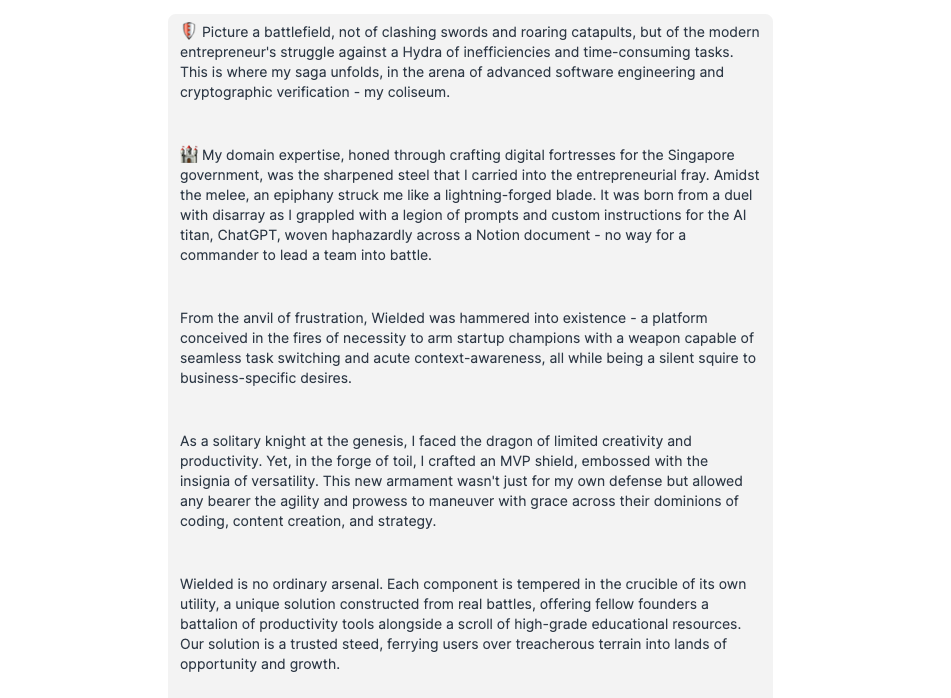 🛡️ Picture a battlefield, not of clashing swords and roaring catapults, but of the modern
entrepreneur's struggle against a Hydra of inefficiencies and time-consuming tasks.
This is where my saga unfolds, in the arena of advanced software engineering and
cryptographic verification - my coliseum.
🏰 My domain expertise, honed through crafting digital fortresses for the Singapore
government, was the sharpened steel that I carried into the entrepreneurial fray. Amidst
the melee, an epiphany struck me like a lightning-forged blade. It was born from a duel
with disarray as I grappled with a legion of prompts and custom instructions for the AI
titan, ChatGPT, woven haphazardly across a Notion document - no way for a
commander to lead a team into battle.
From the anvil of frustration, Wielded was hammered into existence - a platform
conceived in the fires of necessity to arm startup champions with a weapon capable of
seamless task switching and acute context-awareness, all while being a silent squire to
business-specific desires.
As a solitary knight at the genesis, I faced the dragon of limited creativity and
productivity. Yet, in the forge of toil, I crafted an MVP shield, embossed with the
insignia of versatility. This new armament wasn't just for my own defense but allowed
any bearer the agility and prowess to maneuver with grace across their dominions of
coding, content creation, and strategy.
Wielded is no ordinary arsenal. Each component is tempered in the crucible of its own
utility, a unique solution constructed from real battles, offering fellow founders a
battalion of productivity tools alongside a scroll of high-grade educational resources.
Our solution is a trusted steed, ferrying users over treacherous terrain into lands of
opportunity and growth.